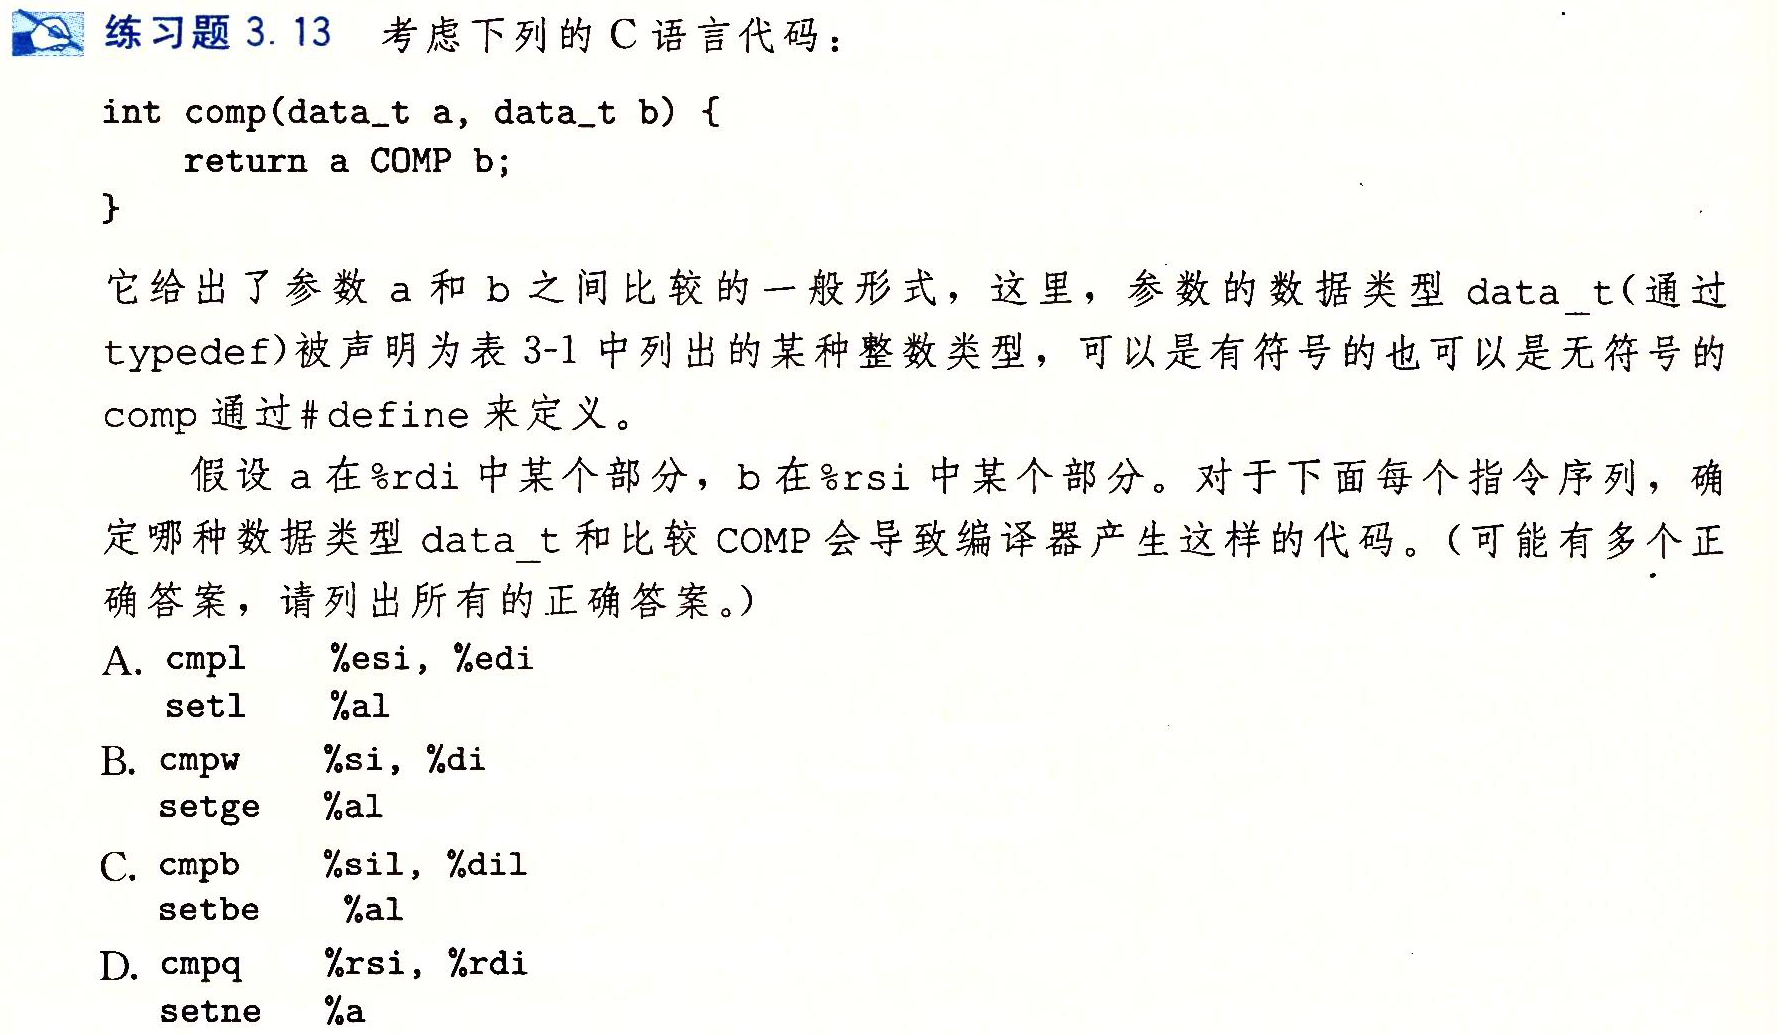 练习题 3.13 考虑下列的 C 语言代码：
int comp(data_t a, data_t b) {
    return a COMP b;
}
它给出了参数 a 和 b 之间比较的一般形式，这里，参数的数据类型 data_t(通过
typedef)被声明为表 3-1 中列出的某种整数类型，可以是有符号的也可以是无符号的
comp 通过#define 来定义。
假设 a 在%rdi 中某个部分，b 在%rsi 中某个部分。对于下面每个指令序列，确
定哪种数据类型 data_t 和比较 COMP 会导致编译器产生这样的代码。（可能有多个正
确答案，请列出所有的正确答案。）
A. cmpl %esi, %edi
setl %al
B. cmpw %si, %di
setge %al
C. cmpb %sil, %dil
setbe %al
D. cmpq %rsi, %rdi
setne %a